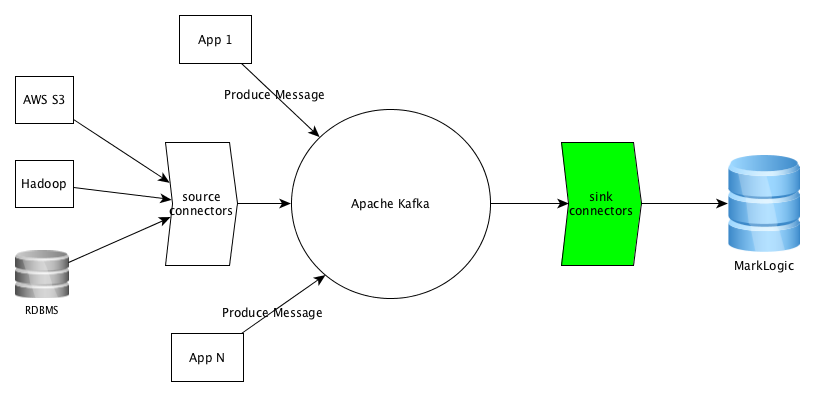 App 1
Produce Message
AWS S3
Hadoop
source
connectors
Apache Kafka
sink
connectors
MarkLogic
RDBMS
Produce Message
App N